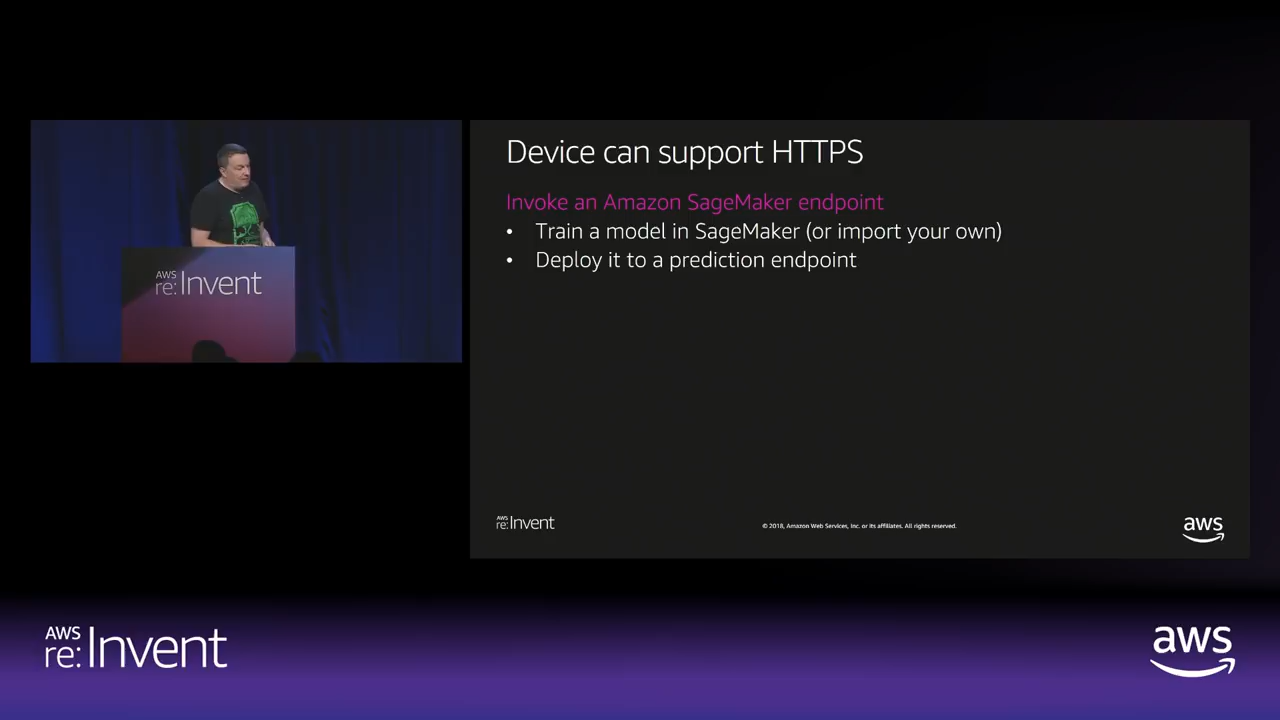 AWS
re:Invent
Device can support HTTPS
Invoke an Amazon SageMaker endpoint
• Train a model in SageMaker (or import your own)
• Deploy it to a prediction endpoint
AWS
re:Invent
© 2018, Amazon Web Services, Inc. or its affiliates. All rights reserved.
aws
AWS
re:Invent
aws